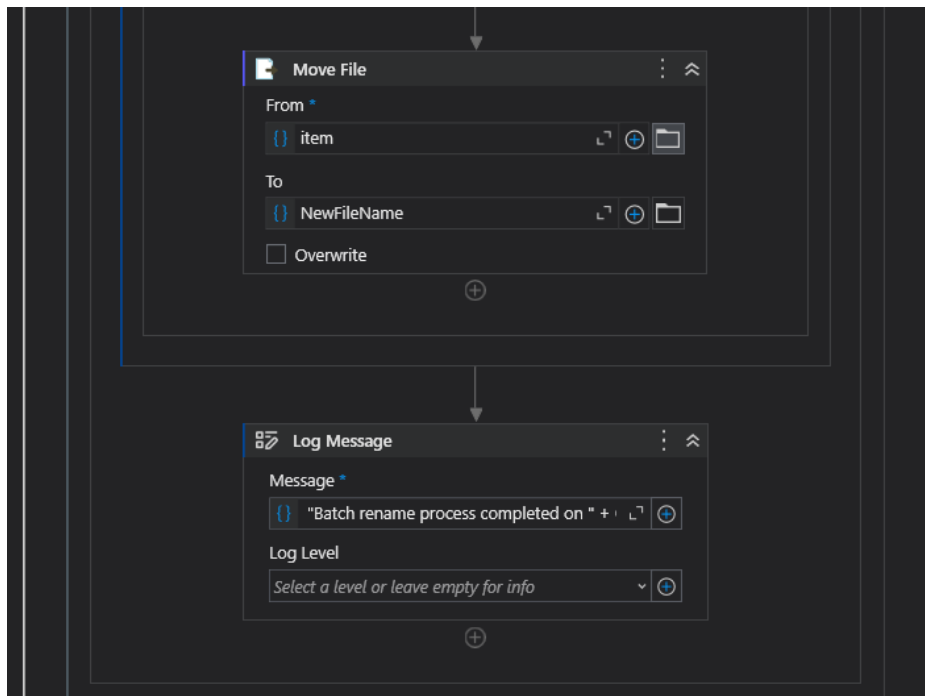 Move File
From *
{} item
To
{} NewFileName
Overwrite
Log Message
Message *
{} "Batch rename process completed on " +
Log Level
Select a level or leave empty for info